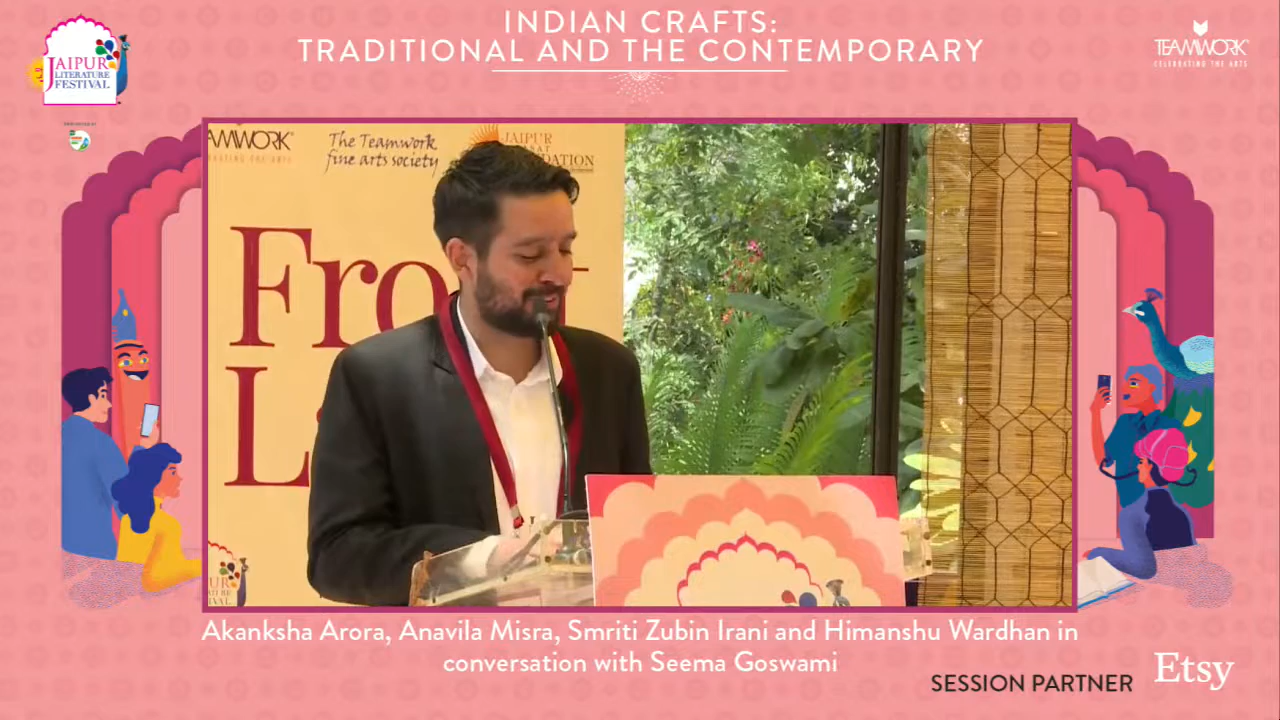 INDIAN CRAFTS:
TRADITIONAL AND THE CONTEMPORARY
JAIPUR
LITERATURE
FESTIVAL
TEAMWORK
CELEBRATING THE ARTS
The Teamwork
fine arts society
JAIPUR
Akanksha Arora, Anavila Misra, Smriti Zubin Irani and Himanshu Wardhan in
conversation with Seema Goswami
SESSION PARTNER
Etsy